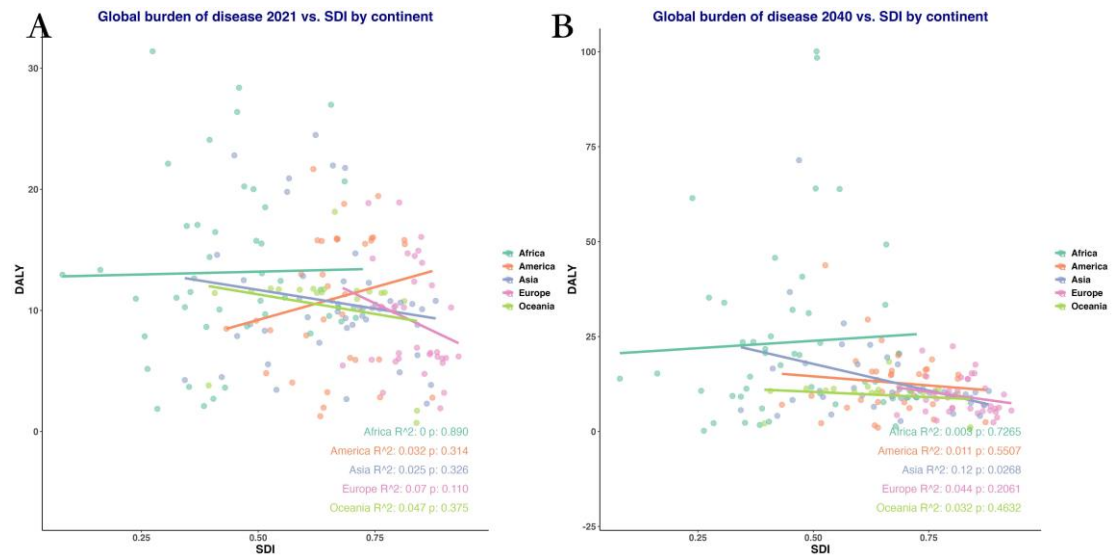 A
Global burden of disease 2021 vs. SDI by continent
DALY
30
20
10
0
0.25
0.50
0.75
SDI
Africa
America
Asia
Europe
Oceania
Africa R^2: 0 p: 0.890
America R^2: 0.032 p: 0.314
Asia R^2: 0.025 p: 0.326
Europe R^2: 0.07 p: 0.110
Oceania R^2: 0.047 p: 0.375
B
Global burden of disease 2040 vs. SDI by continent
DALY
100
75
50
25
0
-25
0.25
0.50
0.75
SDI
Africa
America
Asia
Europe
Oceania
Africa R^2: 0.003 p: 0.7265
America R^2: 0.011 p: 0.5507
Asia R^2: 0.12 p: 0.0268
Europe R^2: 0.044 p: 0.2061
Oceania R^2: 0.032 p: 0.4632